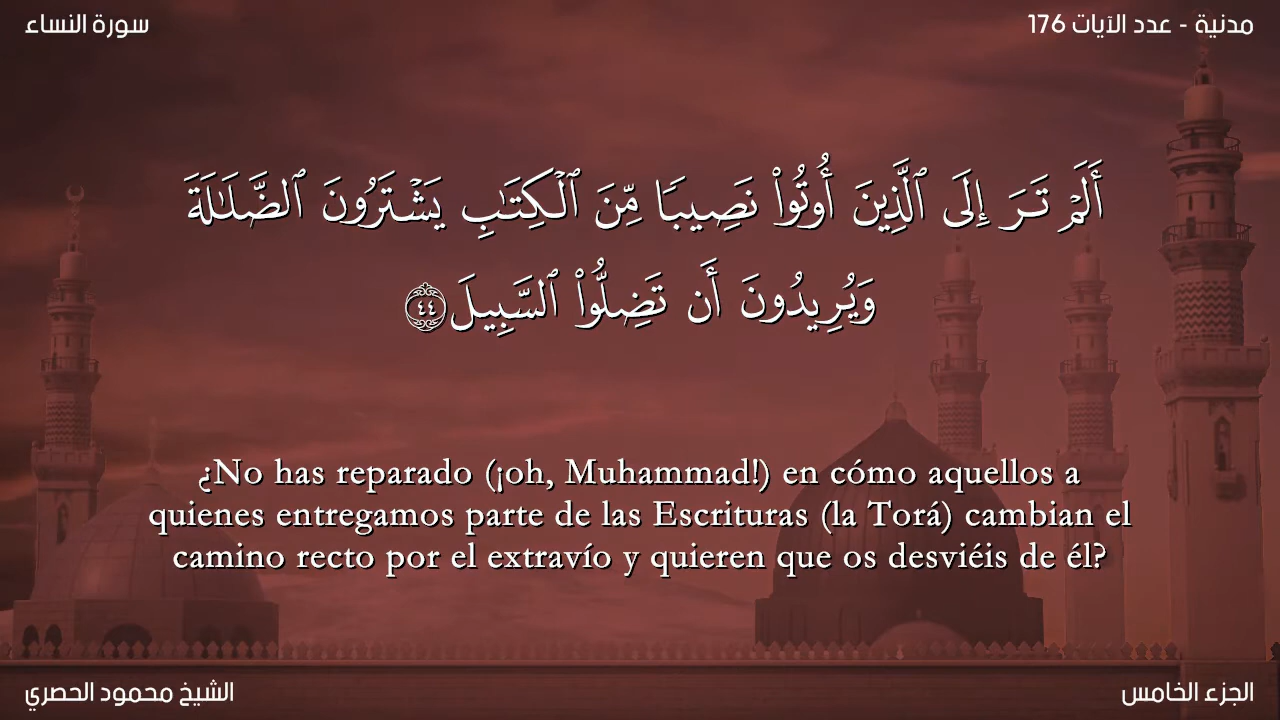 سورة النساء
مدنية - عدد الآيات 176
أَلَمْ تَرَ إِلَى ٱلَّذِينَ أُوتُوا۟ نَصِيبًا مِّنَ ٱلْكِتَـٰبِ يَشْتَرُونَ ٱلضَّلَـٰلَةَ
وَيُرِيدُونَ أَن تَضِلُّوا۟ ٱلسَّبِيلَ ٤٤
¿No has reparado (¡oh, Muhammad!) en cómo aquellos a
quienes entregamos parte de las Escrituras (la Torá) cambian el
camino recto por el extravío y quieren que os desviéis de él?
الشيخ محمود الحصري
الجزء الخامس